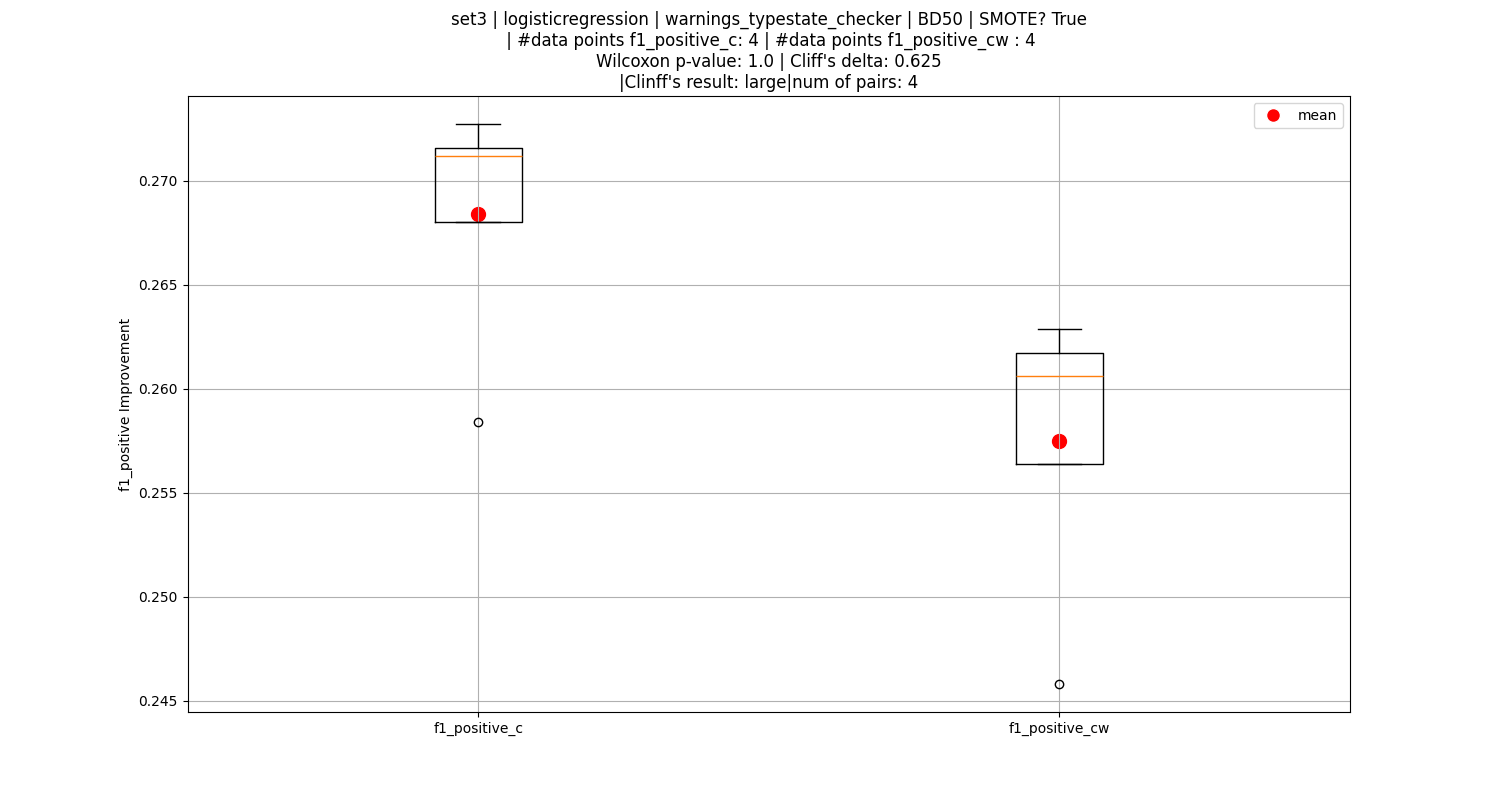 set3 | logisticregression | warnings_typestate_checker | BD50 | SMOTE? True
| #data points f1_positive_c: 4 | #data points f1_positive_cw : 4
Wilcoxon p-value: 1.0 | Cliff's delta: 0.625
|Clinff's result: large|num of pairs: 4
mean
0.270
0.265
0.260
0.255
0.250
0.245
f1_positive Improvement
f1_positive_c
f1_positive_cw